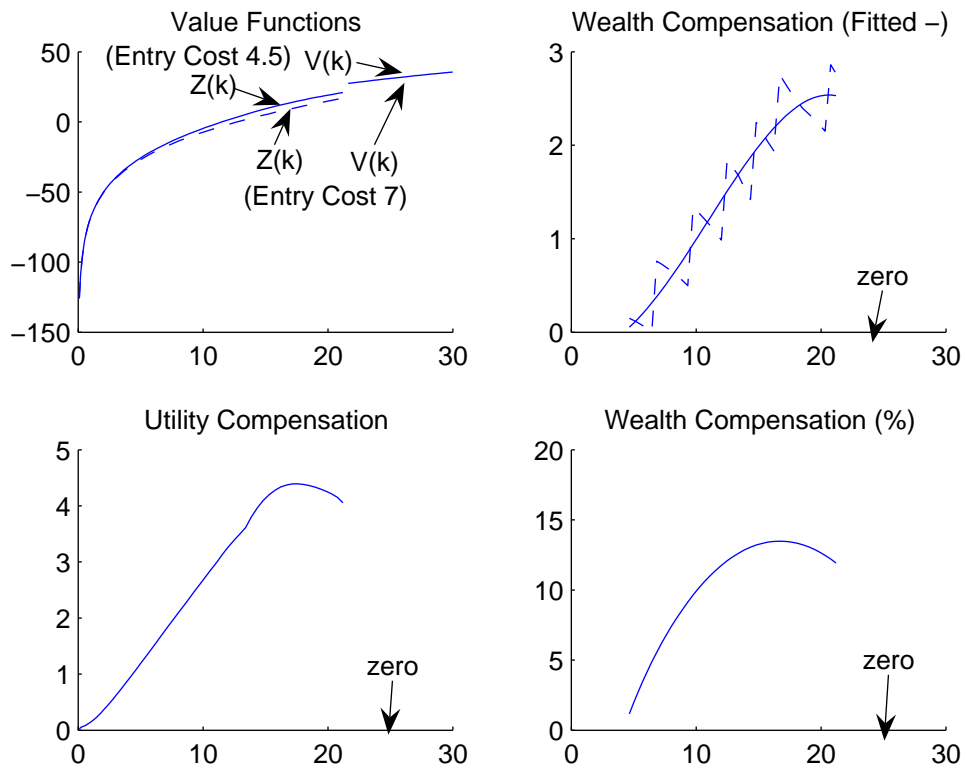 Value Functions
50
0
−50
−100
−150
0 10 20 30
(Entry Cost 4.5)
V(k)
Z(k)
Z(k)
V(k)
(Entry Cost 7)
Wealth Compensation (Fitted −)
3
2
1
0
0 10 20 30
zero
Utility Compensation
5
4
3
2
1
0
0 10 20 30
zero
Wealth Compensation (%)
20
15
10
5
0
0 10 20 30
zero